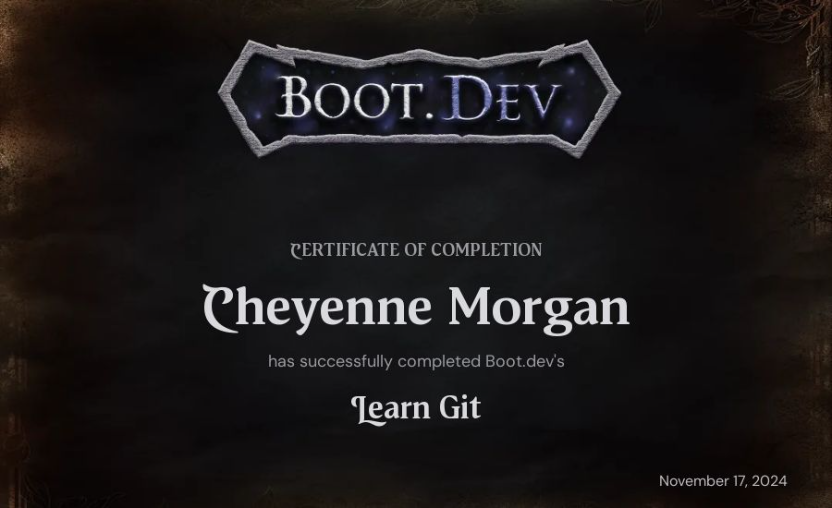 BOOT.DEV
CERTIFICATE OF COMPLETION
Cheyenne Morgan
has successfully completed Boot.dev's
Learn Git
November 17, 2024